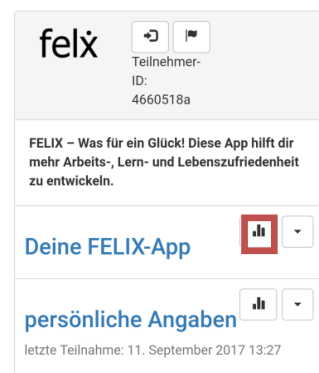 felẋ
Teilnehmer-
ID:
4660518a
FELIX – Was für ein Glück! Diese App hilft dir
mehr Arbeits-, Lern- und Lebenszufriedenheit
zu entwickeln.
Deine FELIX-App
persönliche Angaben
letzte Teilnahme: 11. September 2017 13:27